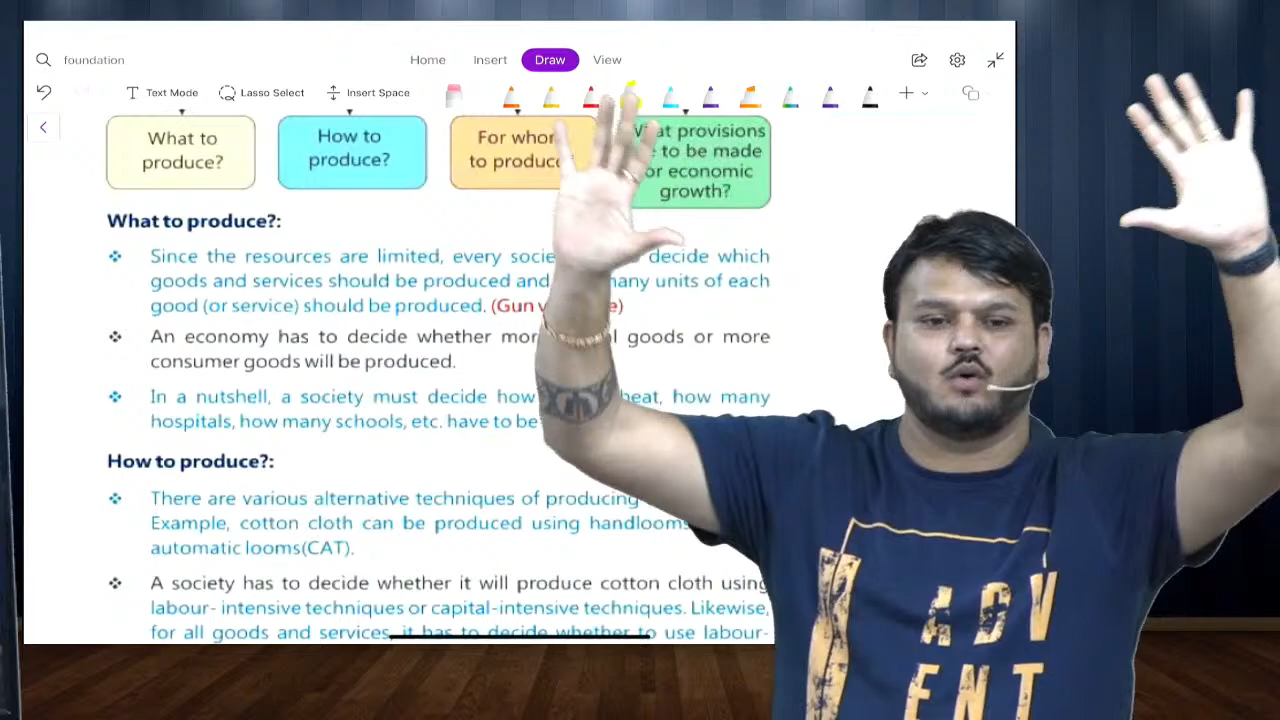 foundation
Home Insert Draw View
Text Mode Lasso Select Insert Space
What to
produce?
How to
produce?
For whom
to produce
provisions
to be made
economic
growth?
What to produce?:
Since the resources are limited, every decide which
goods and services should be produced and many units of each
good (or service) should be produced. (Gun
An economy has to decide whether goods or more
consumer goods will be produced.
In a nutshell, a society must decide how how many
hospitals, how many schools, etc. have to be
How to produce?:
There are various alternative techniques of producing
Example, cotton cloth can be produced using handlooms
automatic looms(CAT).
A society has to decide whether it will produce cotton cloth using
labour- intensive techniques or capital-intensive techniques. Likewise,
for all goods and services, it has to decide whether to use labour-
ADV
ENT